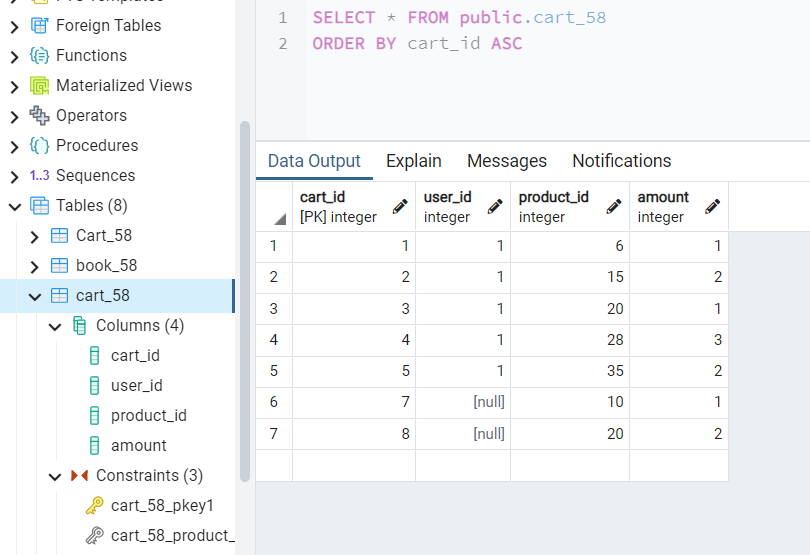 Foreign Tables
Functions
Materialized Views
Operators
Procedures
1..3 Sequences
Tables (8)
Cart_58
book_58
cart_58
Columns (4)
cart_id
user_id
product_id
amount
Constraints (3)
cart_58_pkey1
cart_58_product_
1 SELECT * FROM public.cart_58
2 ORDER BY cart_id ASC
Data Output Explain Messages Notifications
cart_id user_id product_id amount
[PK] integer integer integer integer
1 1 1 6 1
2 2 1 15 2
3 3 1 20 1
4 4 1 28 3
5 5 1 35 2
6 7 [null] 10 1
7 8 [null] 20 2